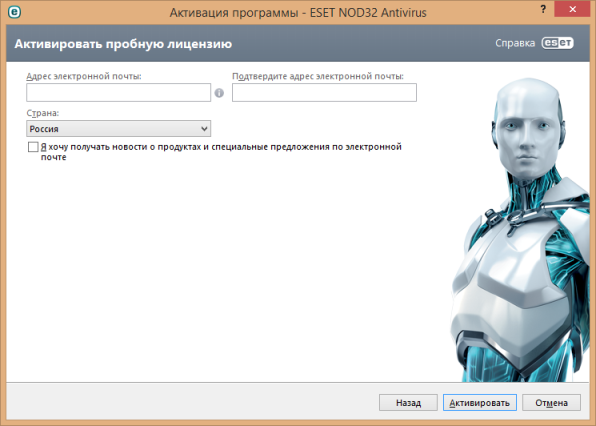 e Активация программы - ESET NOD32 Antivirus ? ×
Активировать пробную лицензию
Справка eseT
Адрес электронной почты:
Подтвердите адрес электронной почты:
i
Страна:
Россия
Я хочу получать новости о продуктах и специальные предложения по электронной
почте
Назад
Активировать
Отмена